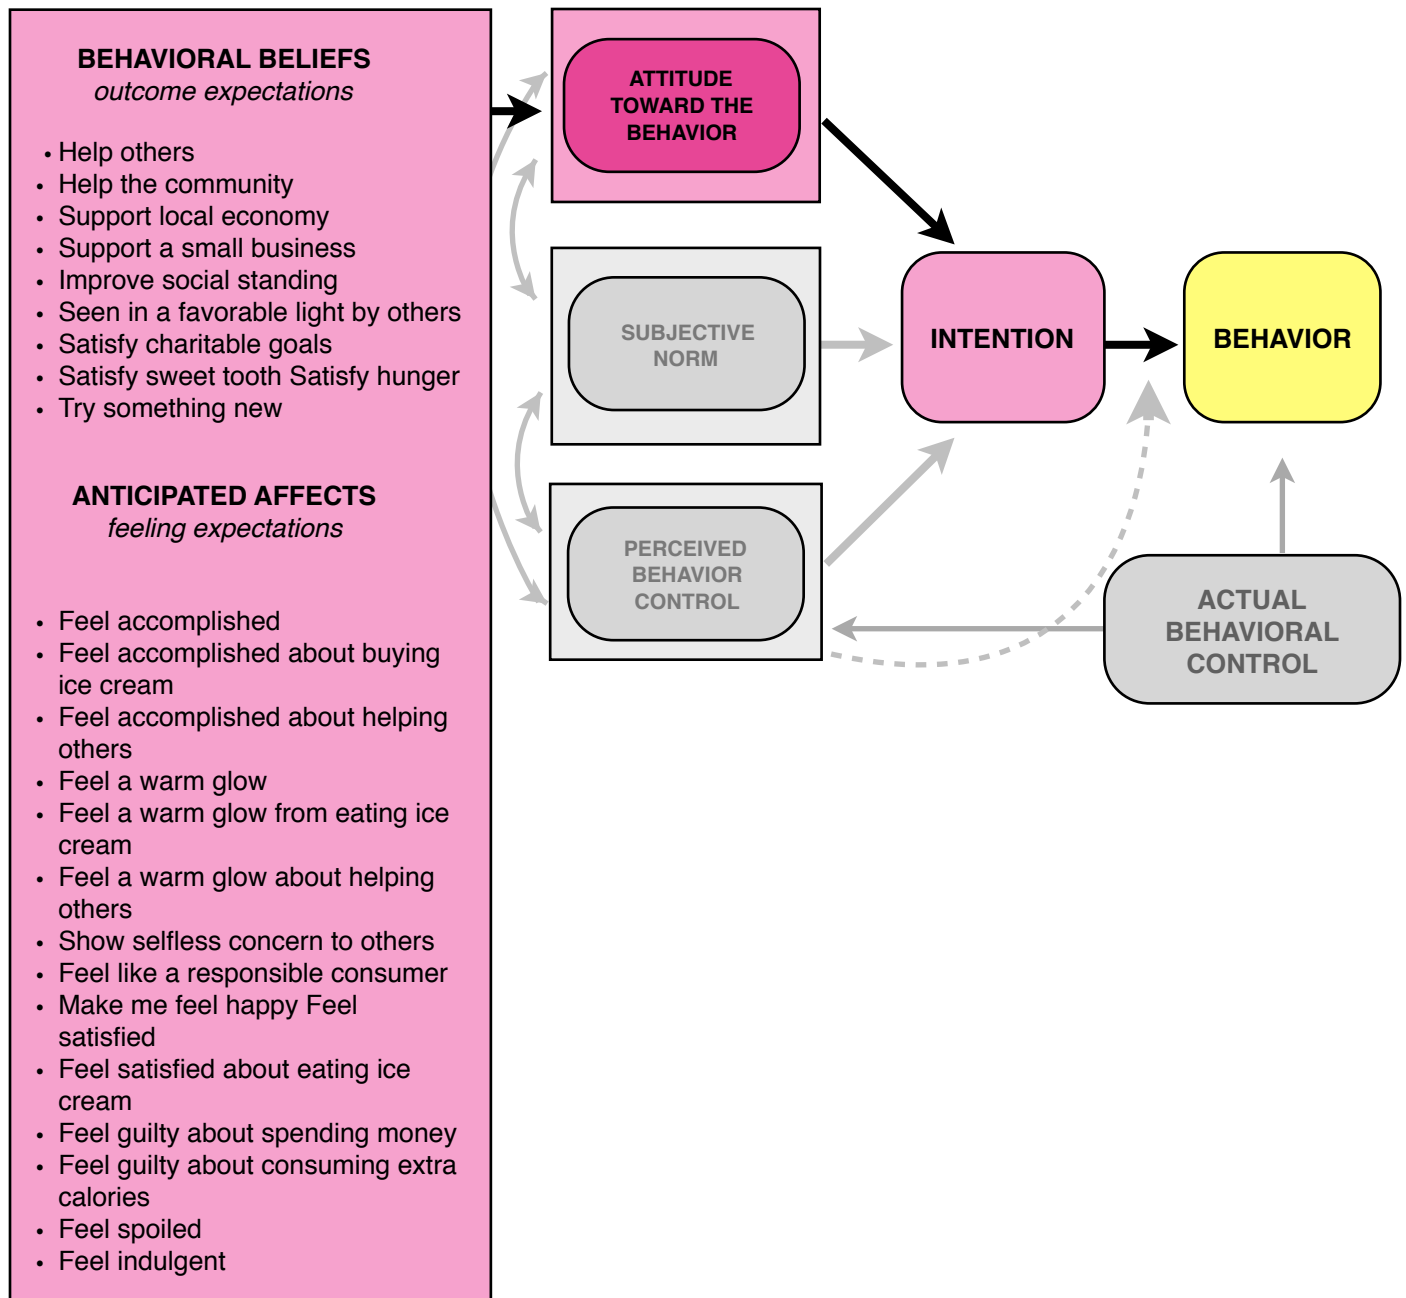 BEHAVIORAL BELIEFS
outcome expectations
• Help others
• Help the community
• Support local economy
• Support a small business
• Improve social standing
• Seen in a favorable light by others
• Satisfy charitable goals
• Satisfy sweet tooth Satisfy hunger
• Try something new
ANTICIPATED AFFECTS
feeling expectations
• Feel accomplished
• Feel accomplished about buying
ice cream
• Feel accomplished about helping
others
• Feel a warm glow
• Feel a warm glow from eating ice
cream
• Feel a warm glow about helping
others
• Show selfless concern to others
• Feel like a responsible consumer
• Make me feel happy Feel
satisfied
• Feel satisfied about eating ice
cream
• Feel guilty about spending money
• Feel guilty about consuming extra
calories
• Feel spoiled
• Feel indulgent
ATTITUDE
TOWARD THE
BEHAVIOR
SUBJECTIVE
NORM
PERCEIVED
BEHAVIOR
CONTROL
INTENTION
BEHAVIOR
ACTUAL
BEHAVIORAL
CONTROL